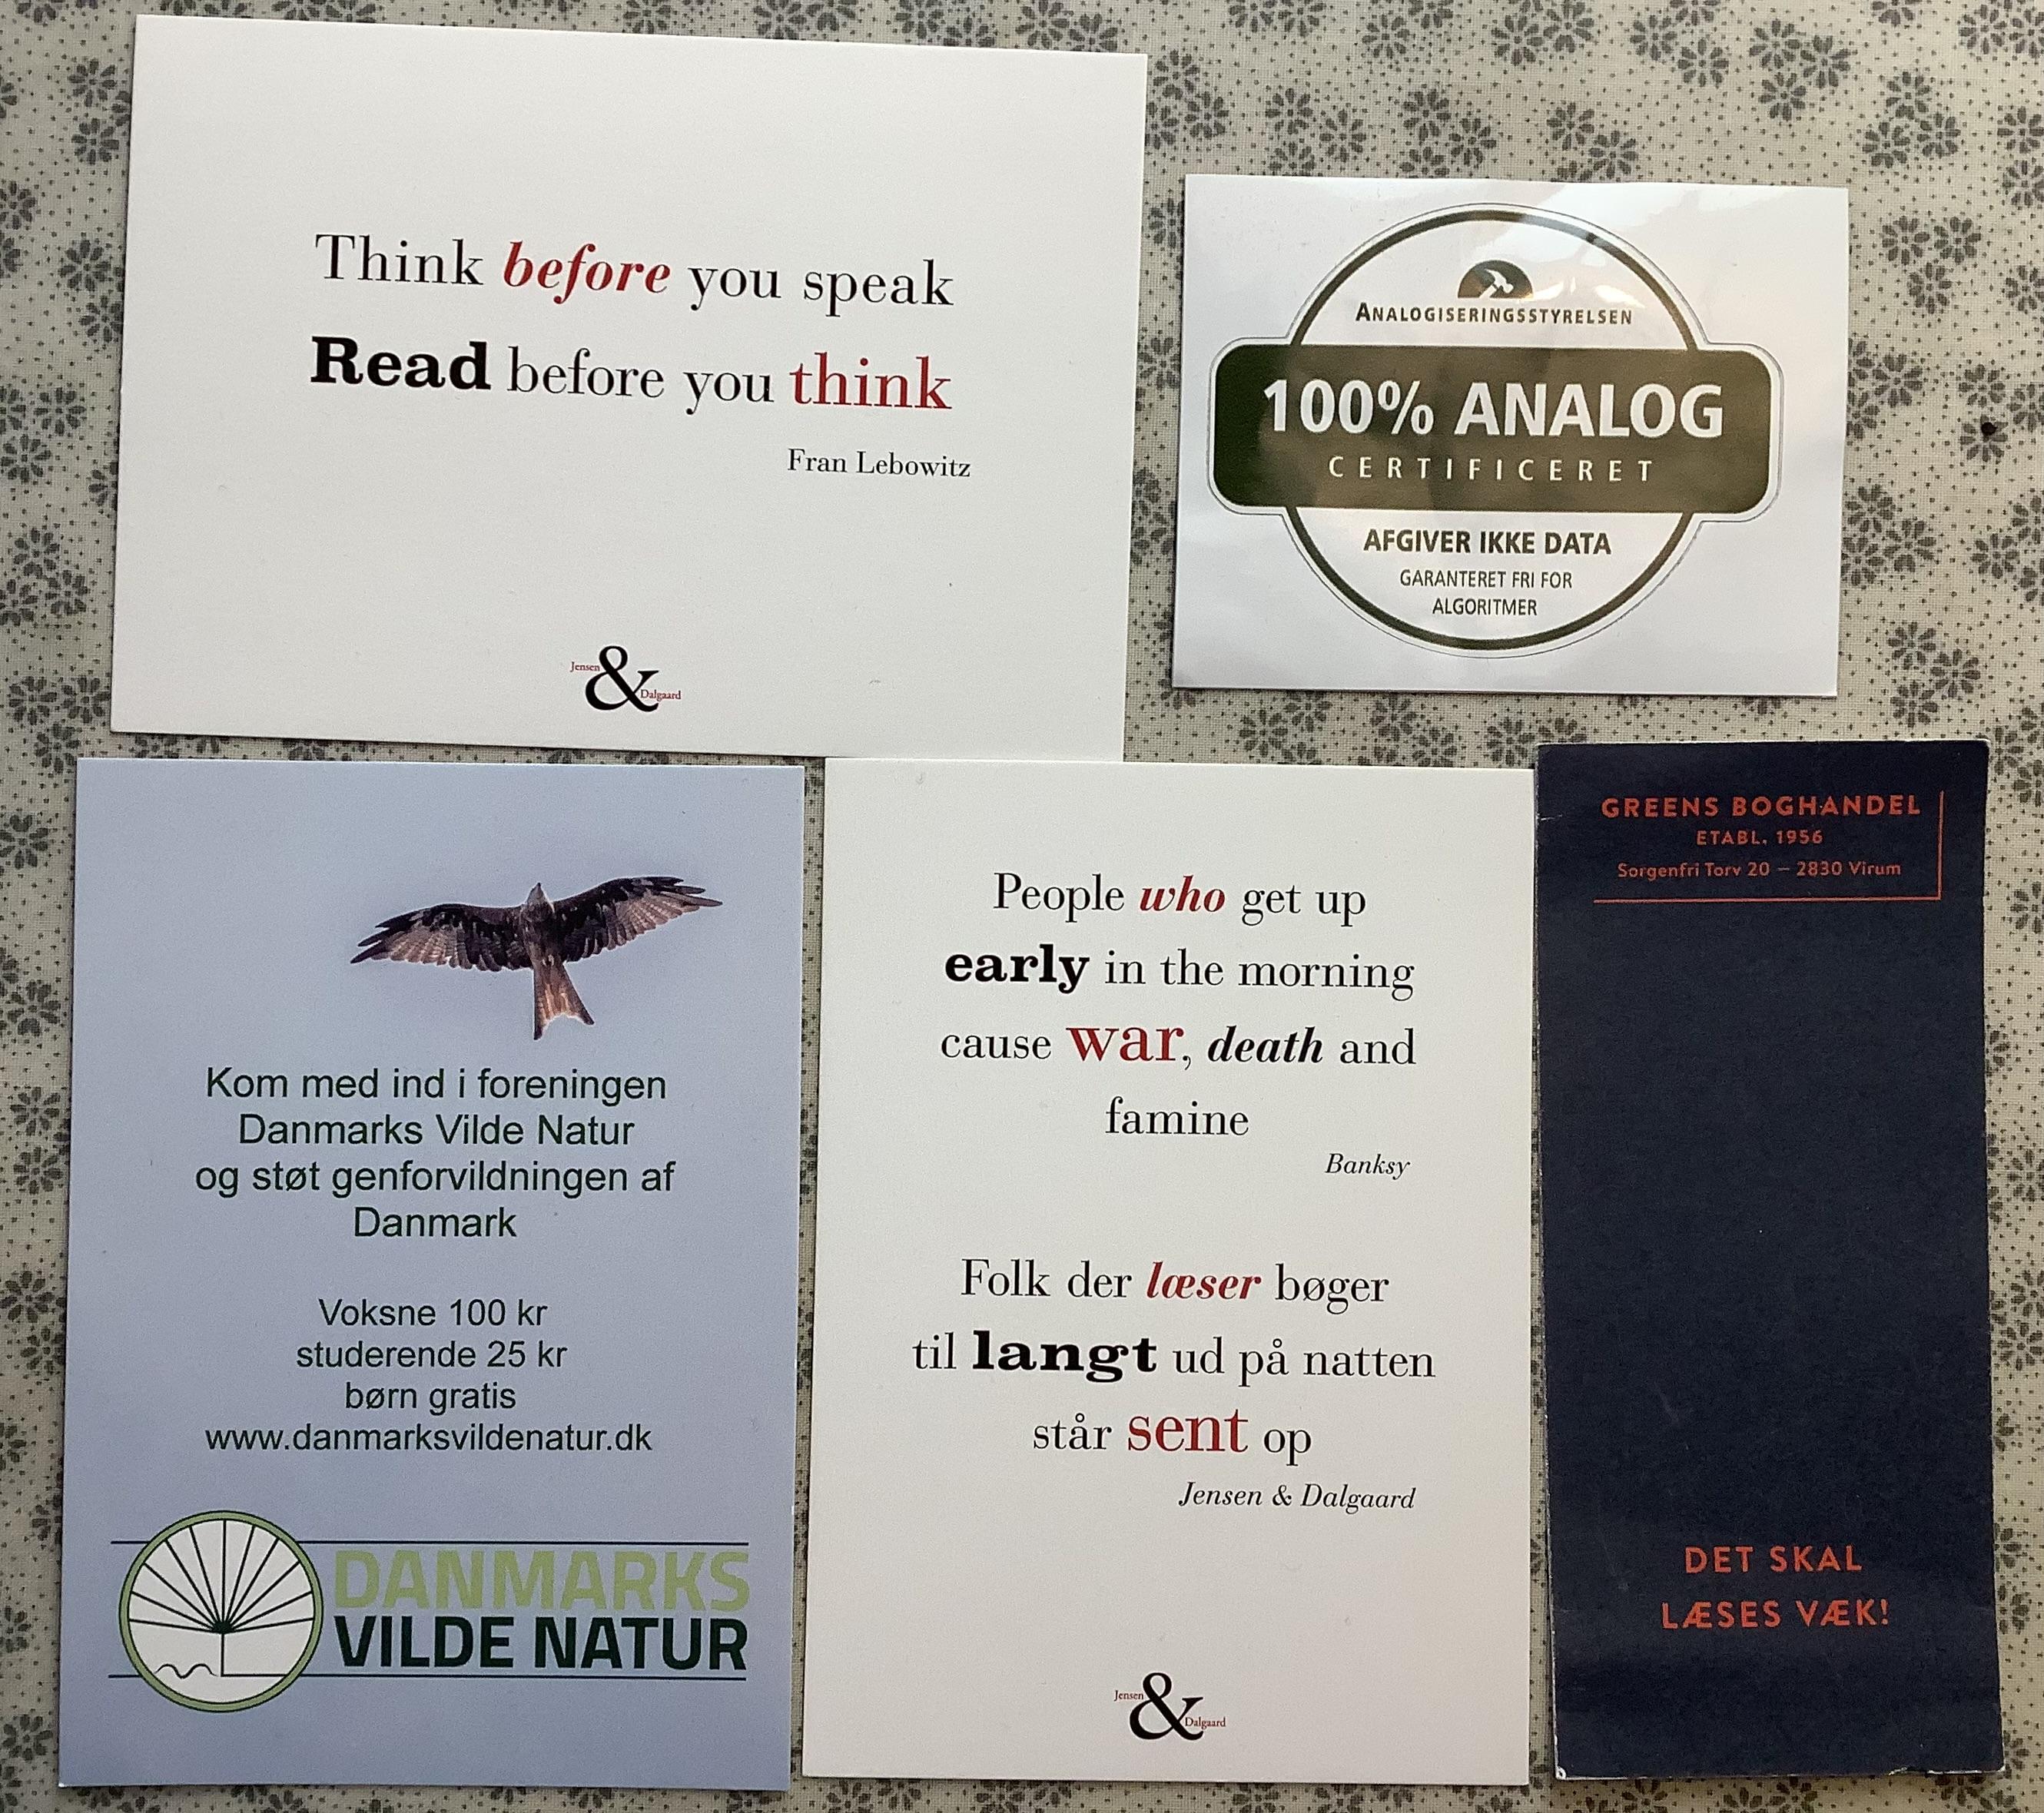 Think before you speak
Read before you think
Fran Lebowitz
Jensen & Dalgaard
ANALOGISERINGSSTYRELSEN
100% ANALOG
CERTIFICERET
AFGIVER IKKE DATA
GARANTERET FRI FOR
ALGORITMER
Kom med ind i foreningen
Danmarks Vilde Natur
og støt genforvildningen af
Danmark
Voksne 100 kr
studerende 25 kr
børn gratis
www.danmarksvildenatur.dk
DANMARKS
VILDE NATUR
People who get up
early in the morning
cause war, death and
famine
Banksy
Folk der læser bøger
til langt ud på natten
står sent op
Jensen & Dalgaard
Jensen & Dalgaard
GREENS BOGHANDEL
ETABL. 1956
Sorgenfri Torv 20 – 2830 Virum
DET SKAL
LÆSES VÆK!